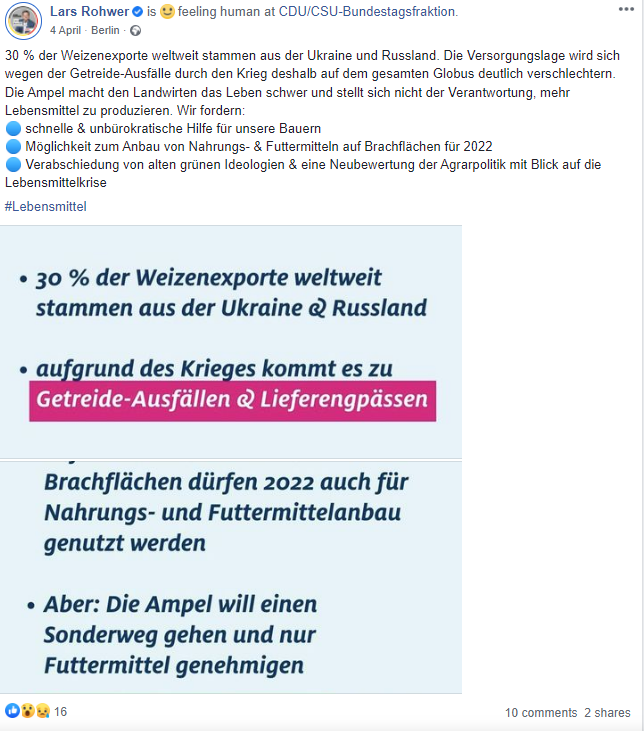 Lars Rohwer is feeling human at CDU/CSU-Bundestagsfraktion.
4 April · Berlin ·
30 % der Weizenexporte weltweit stammen aus der Ukraine und Russland. Die Versorgungslage wird sich
wegen der Getreide-Ausfälle durch den Krieg deshalb auf dem gesamten Globus deutlich verschlechtern.
Die Ampel macht den Landwirten das Leben schwer und stellt sich nicht der Verantwortung, mehr
Lebensmittel zu produzieren. Wir fordern:
🔵 schnelle & unbürokratische Hilfe für unsere Bauern
🔵 Möglichkeit zum Anbau von Nahrungs- & Futtermitteln auf Brachflächen für 2022
🔵 Verabschiedung von alten grünen Ideologien & eine Neubewertung der Agrarpolitik mit Blick auf die
Lebensmittelkrise
#Lebensmittel
• 30 % der Weizenexporte weltweit
stammen aus der Ukraine & Russland
• aufgrund des Krieges kommt es zu
Getreide-Ausfällen & Lieferengpässen
Brachflächen dürfen 2022 auch für
Nahrungs- und Futtermittelanbau
genutzt werden
• Aber: Die Ampel will einen
Sonderweg gehen und nur
Futtermittel genehmigen
16
10 comments 2 shares